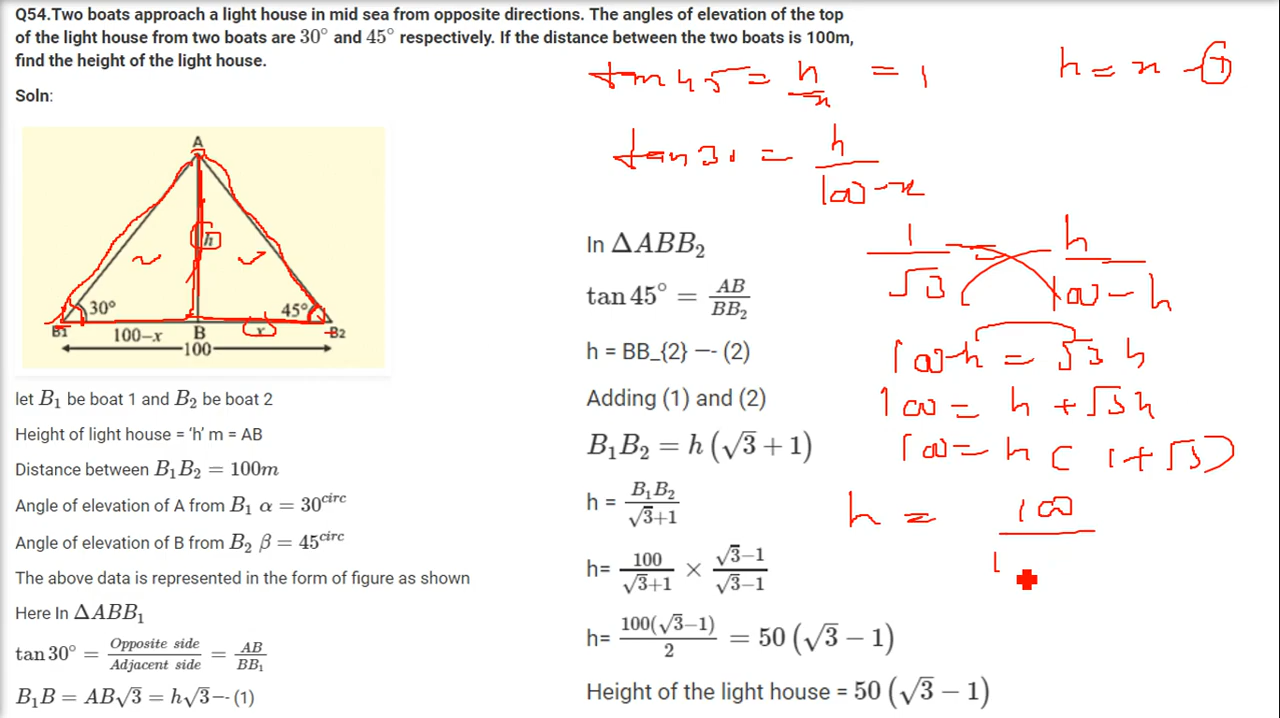 Q54.Two boats approach a light house in mid sea from opposite directions. The angles of elevation of the top
of the light house from two boats are 30° and 45° respectively. If the distance between the two boats is 100m,
find the height of the light house.
Soln:
A
h
30°
45°
B1
100–x
B
x
B2
100
let B₁ be boat 1 and B₂ be boat 2
Height of light house = ‘h’ m = AB
Distance between B₁B₂ = 100m
Angle of elevation of A from B₁ α = 30^circ
Angle of elevation of B from B₂ β = 45^circ
The above data is represented in the form of figure as shown
Here In ΔABB₁
tan 30° = Opposite side / Adjacent side = AB / BB₁
B₁B = AB√3 = h√3 –- (1)
tan 45 = h/x = 1 h = x –①
tan 30 = h / 100-x
In ΔABB₂
tan 45° = AB / BB₂
h = BB_{2} –- (2)
Adding (1) and (2)
B₁B₂ = h (√3 + 1)
h = B₁B₂ / √3+1
h= 100 / √3+1 × √3–1 / √3–1
h= 100(√3–1) / 2 = 50 (√3 – 1)
Height of the light house = 50 (√3 – 1)
1/√3 = h / 100-h
100-h = √3 h
100 = h + √3h
100 = h ( 1+√3)
h = 100 / 1